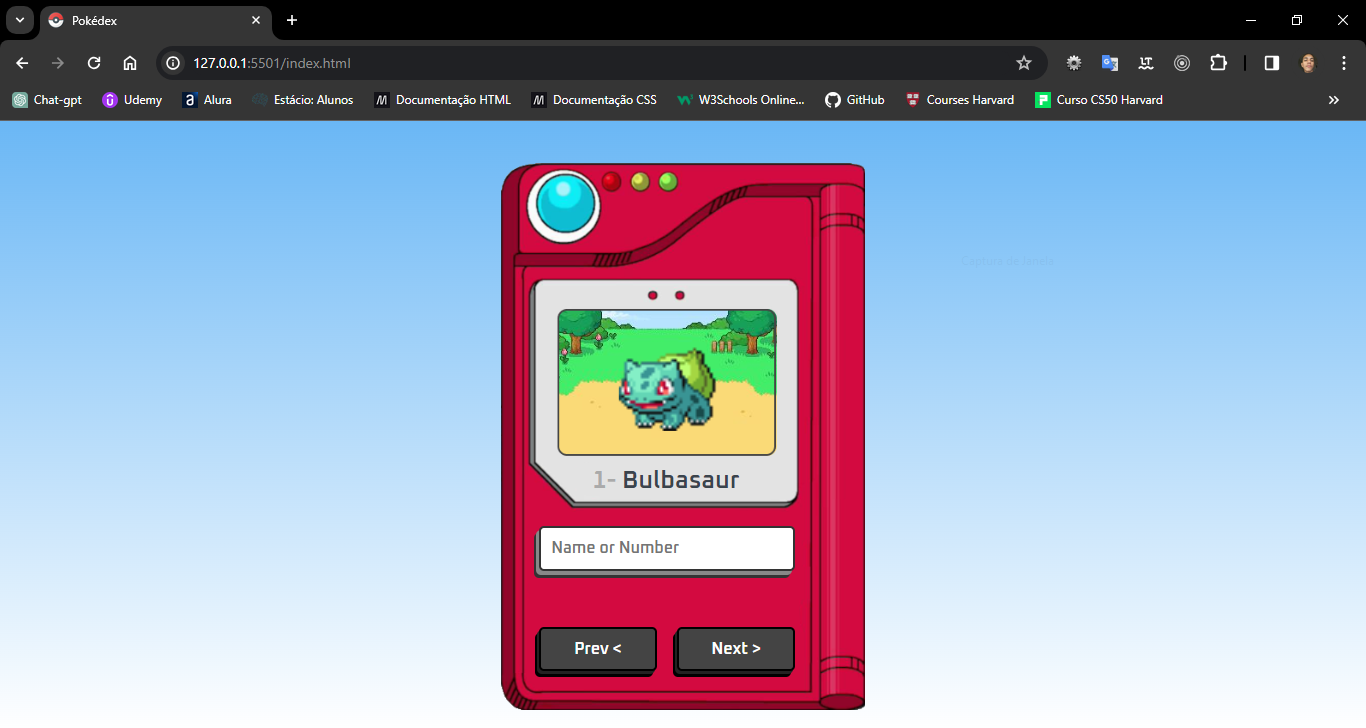 Pokédex
127.0.0.1:5501/index.html
Chat-gpt Udemy Alura Estácio: Alunos Documentação HTML Documentação CSS W3Schools Online... GitHub Courses Harvard Curso CS50 Harvard
Captura de Janela
1- Bulbasaur
Name or Number
Prev < Next >